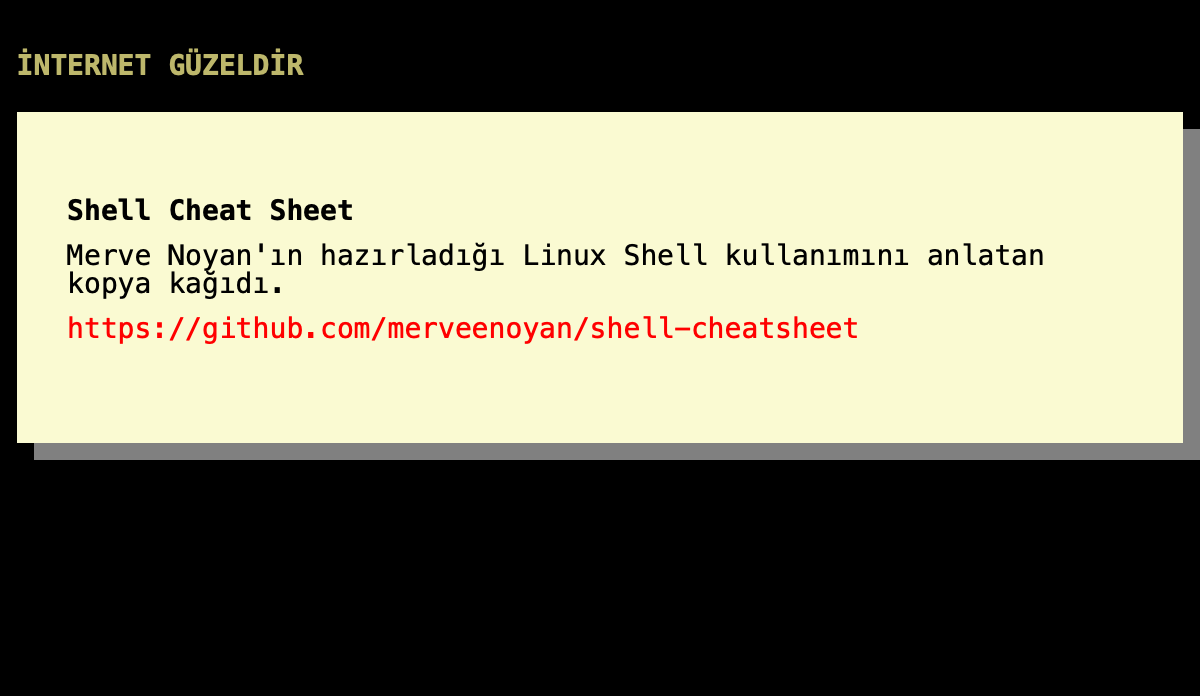 İNTERNET GÜZELDİR
Shell Cheat Sheet
Merve Noyan'ın hazırladığı Linux Shell kullanımını anlatan
kopya kağıdı.
https://github.com/merveenoyan/shell-cheatsheet